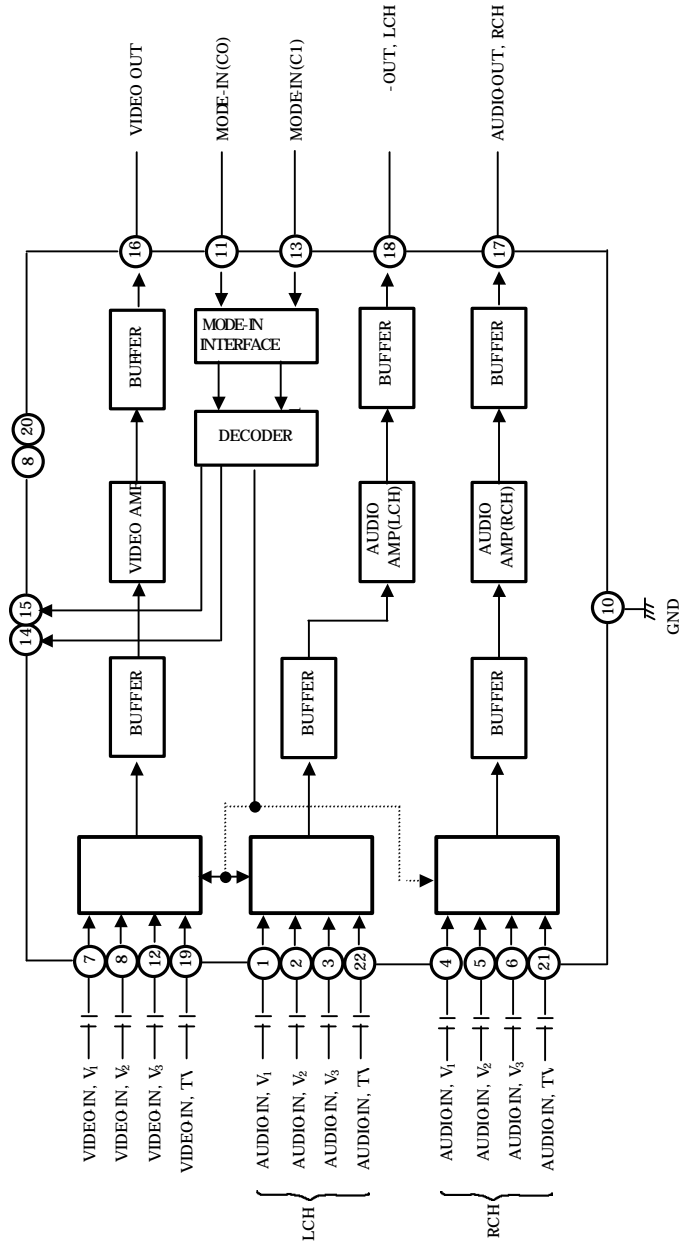 VIDEO-IN, V1
VIDEO-IN, V2
VIDEO-IN, V3
VIDEO-IN, TV
7
8
12
19
LCH
AUDIO-IN, V1
AUDIO-IN, V2
AUDIO-IN, V3
AUDIO-IN, TV
1
2
3
22
RCH
AUDIO-IN, V1
AUDIO-IN, V2
AUDIO-IN, V3
AUDIO-IN, TV
4
5
6
21
14
15
8
20
BUFFER
VIDEO AMP
BUFFER
16
VIDEO OUT
DECODER
MODE-IN
INTERFACE
11
MODE-IN(C0)
13
MODE-IN(C1)
BUFFER
AUDIO
AMP(LCH)
BUFFER
18
-OUT, LCH
BUFFER
AUDIO
AMP(RCH)
BUFFER
17
AUDIO-OUT, RCH
10
GND